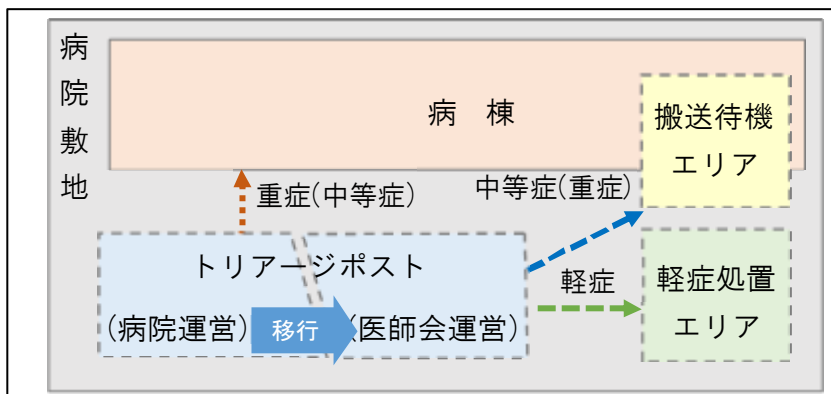 病院敷地
病　棟
搬送待機
エリア
重症(中等症)
中等症(重症)
トリアージポスト
(病院運営)
移行
(医師会運営)
軽症
軽症処置
エリア